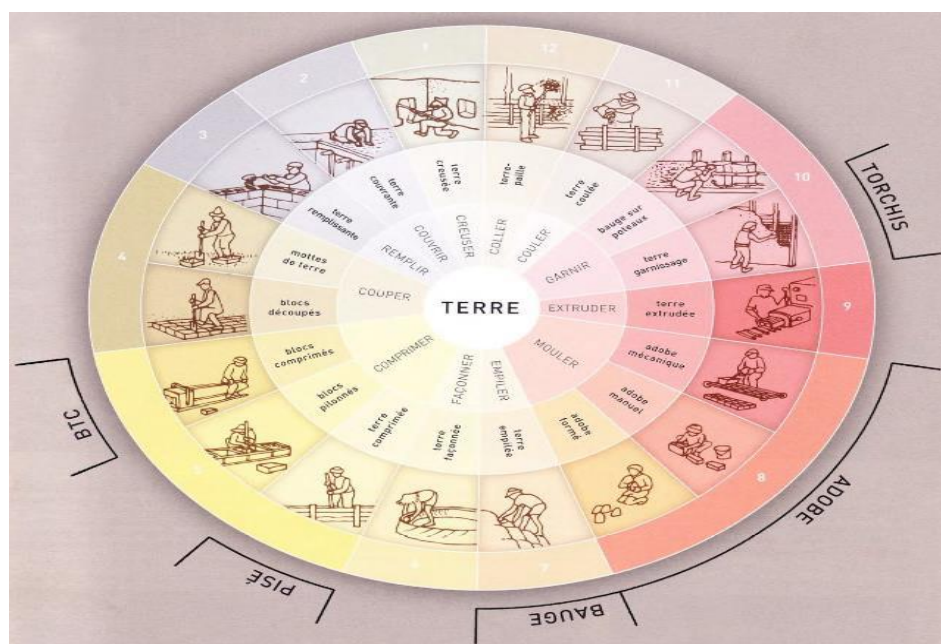 TERRE
1
CREUSER
terre
creusée
2
COUVRIR
terre
couvrante
3
REMPLIR
terre
remplissante
4
COUPER
mottes
de terre
blocs
découpés
5
COMPRIMER
blocs
comprimés
blocs
pilonnés
terre
comprimée
6
FAÇONNER
terre
façonnée
7
EMPILER
terre
empilée
8
MOULER
adobe
formé
adobe
manuel
adobe
mécanique
9
EXTRUDER
terre
extrudée
10
GARNIR
terre
garnissage
bauge sur
poteaux
11
COULER
terre
coulée
12
COLLER
terre-
paille
BTC
PISÉ
BAUGE
ADOBE
TORCHIS